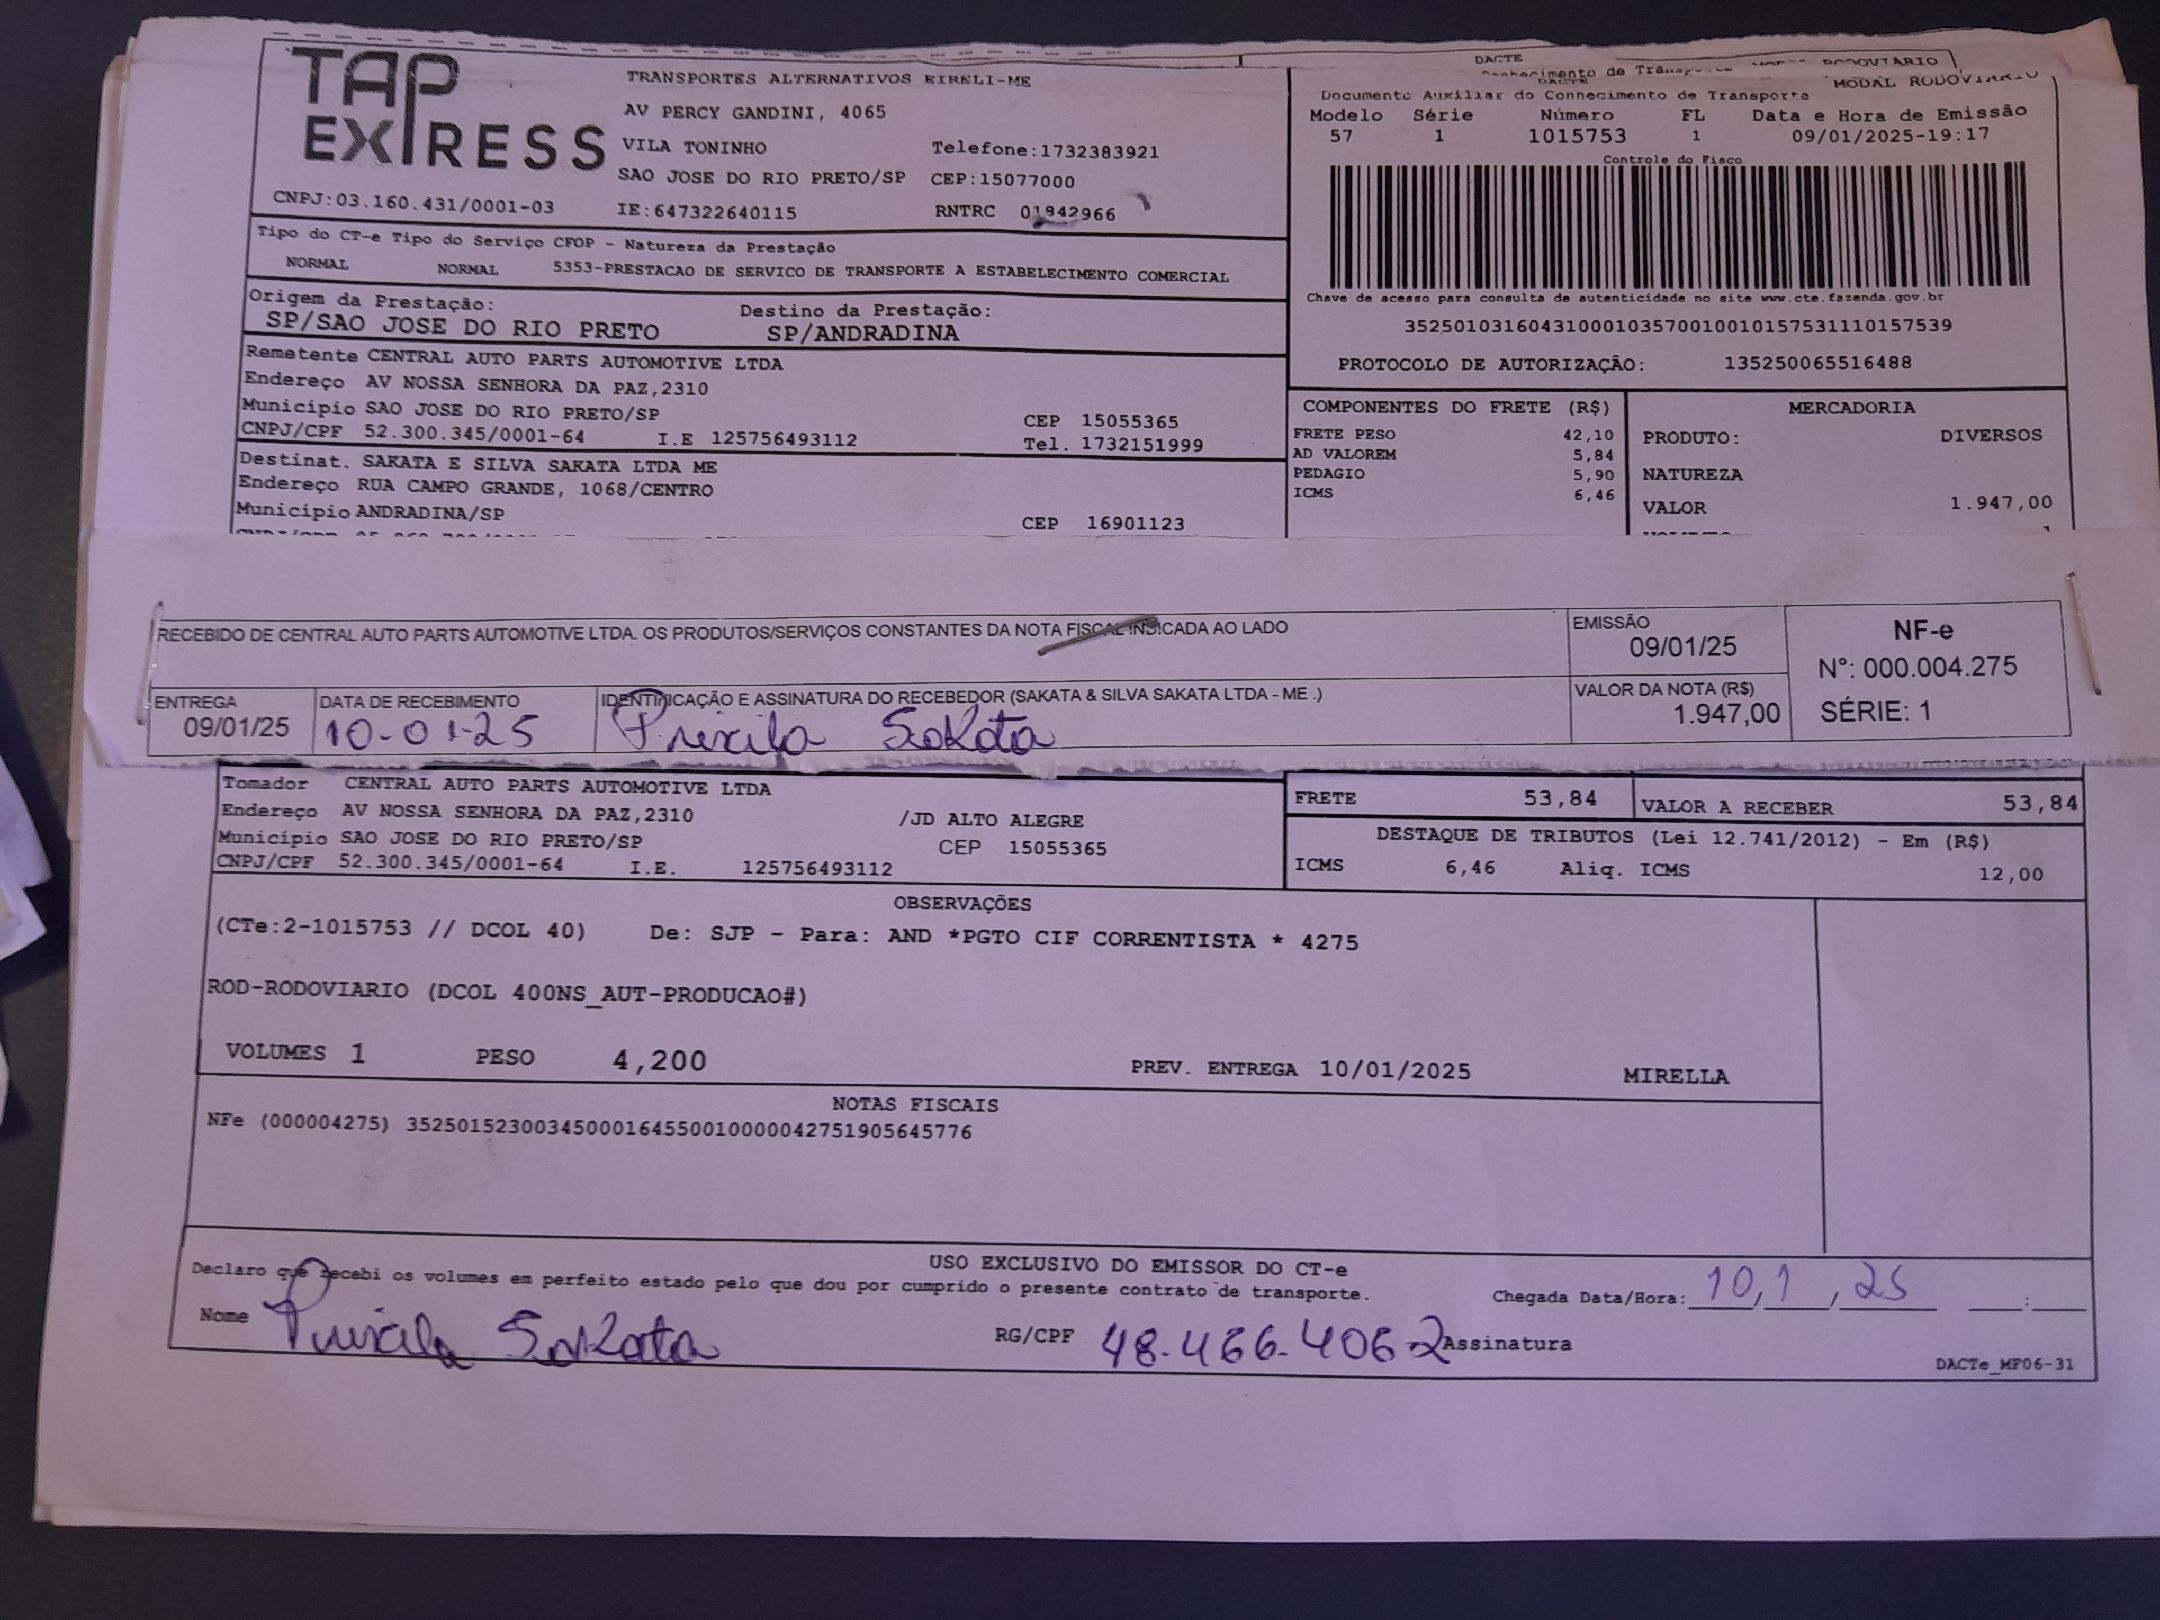 TAP EXPRESS
TRANSPORTES ALTERNATIVOS EIRELI-ME
AV PERCY GANDINI, 4065
VILA TONINHO Telefone:1732383921
SAO JOSE DO RIO PRETO/SP CEP:15077000
CNPJ:03.160.431/0001-03 IE:647322640115 RNTRC 01842966
Tipo do CT-e Tipo do Serviço CFOP - Natureza da Prestação
NORMAL NORMAL 5353-PRESTACAO DE SERVICO DE TRANSPORTE A ESTABELECIMENTO COMERCIAL
Origem da Prestação: Destino da Prestação:
SP/SAO JOSE DO RIO PRETO SP/ANDRADINA
Remetente CENTRAL AUTO PARTS AUTOMOTIVE LTDA
Endereço AV NOSSA SENHORA DA PAZ,2310
Município SAO JOSE DO RIO PRETO/SP CEP 15055365
CNPJ/CPF 52.300.345/0001-64 I.E 125756493112 Tel. 1732151999
Destinat. SAKATA E SILVA SAKATA LTDA ME
Endereço RUA CAMPO GRANDE, 1068/CENTRO
Município ANDRADINA/SP CEP 16901123
DACTE
MODAL RODOVIARIO
DACTE MODAL RODOVIARIO
Documento Auxiliar do Conhecimento de Transporte
Modelo Série Número FL Data e Hora de Emissão
57 1 1015753 1 09/01/2025-19:17
Controle do Fisco
Chave de acesso para consulta de autenticidade no site www.cte.fazenda.gov.br
35250103160431000103570010010157531110157539
PROTOCOLO DE AUTORIZAÇÃO: 135250065516488
COMPONENTES DO FRETE (R$)
FRETE PESO 42,10
AD VALOREM 5,84
PEDAGIO 5,90
ICMS 6,46
MERCADORIA
PRODUTO: DIVERSOS
NATUREZA
VALOR 1.947,00
RECEBIDO DE CENTRAL AUTO PARTS AUTOMOTIVE LTDA. OS PRODUTOS/SERVIÇOS CONSTANTES DA NOTA FISCAL INDICADA AO LADO
EMISSÃO
09/01/25
NF-e
Nº: 000.004.275
SÉRIE: 1
ENTREGA
09/01/25
DATA DE RECEBIMENTO
10-01-25
IDENTIFICAÇÃO E ASSINATURA DO RECEBEDOR (SAKATA & SILVA SAKATA LTDA - ME .)
Priscila Sakata
VALOR DA NOTA (R$)
1.947,00
Tomador CENTRAL AUTO PARTS AUTOMOTIVE LTDA
Endereço AV NOSSA SENHORA DA PAZ,2310 /JD ALTO ALEGRE
Município SAO JOSE DO RIO PRETO/SP CEP 15055365
CNPJ/CPF 52.300.345/0001-64 I.E. 125756493112
FRETE 53,84 VALOR A RECEBER 53,84
DESTAQUE DE TRIBUTOS (Lei 12.741/2012) - Em (R$)
ICMS 6,46 Aliq. ICMS 12,00
OBSERVAÇÕES
(CTe:2-1015753 // DCOL 40) De: SJP - Para: AND *PGTO CIF CORRENTISTA * 4275
ROD-RODOVIARIO (DCOL 400NS_AUT-PRODUCAO#)
VOLUMES 1 PESO 4,200 PREV. ENTREGA 10/01/2025 MIRELLA
NOTAS FISCAIS
NFe (000004275) 35250152300345000164550010000042751905645776
USO EXCLUSIVO DO EMISSOR DO CT-e
Declaro que recebi os volumes em perfeito estado pelo que dou por cumprido o presente contrato de transporte. Chegada Data/Hora: 10,1,25 :
Nome Priscila Sakata RG/CPF 48.466.406-2 Assinatura
DACTe_MF06-31